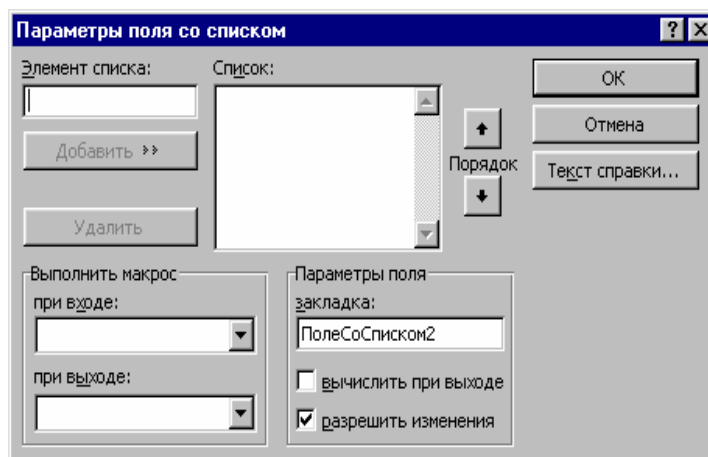 Параметры поля со списком
Элемент списка:
Список:
ОК
Добавить >>
Порядок
Отмена
Текст справки...
Удалить
Выполнить макрос
при входе:
при выходе:
Параметры поля
закладка:
ПолеСоСписком2
вычислить при выходе
разрешить изменения